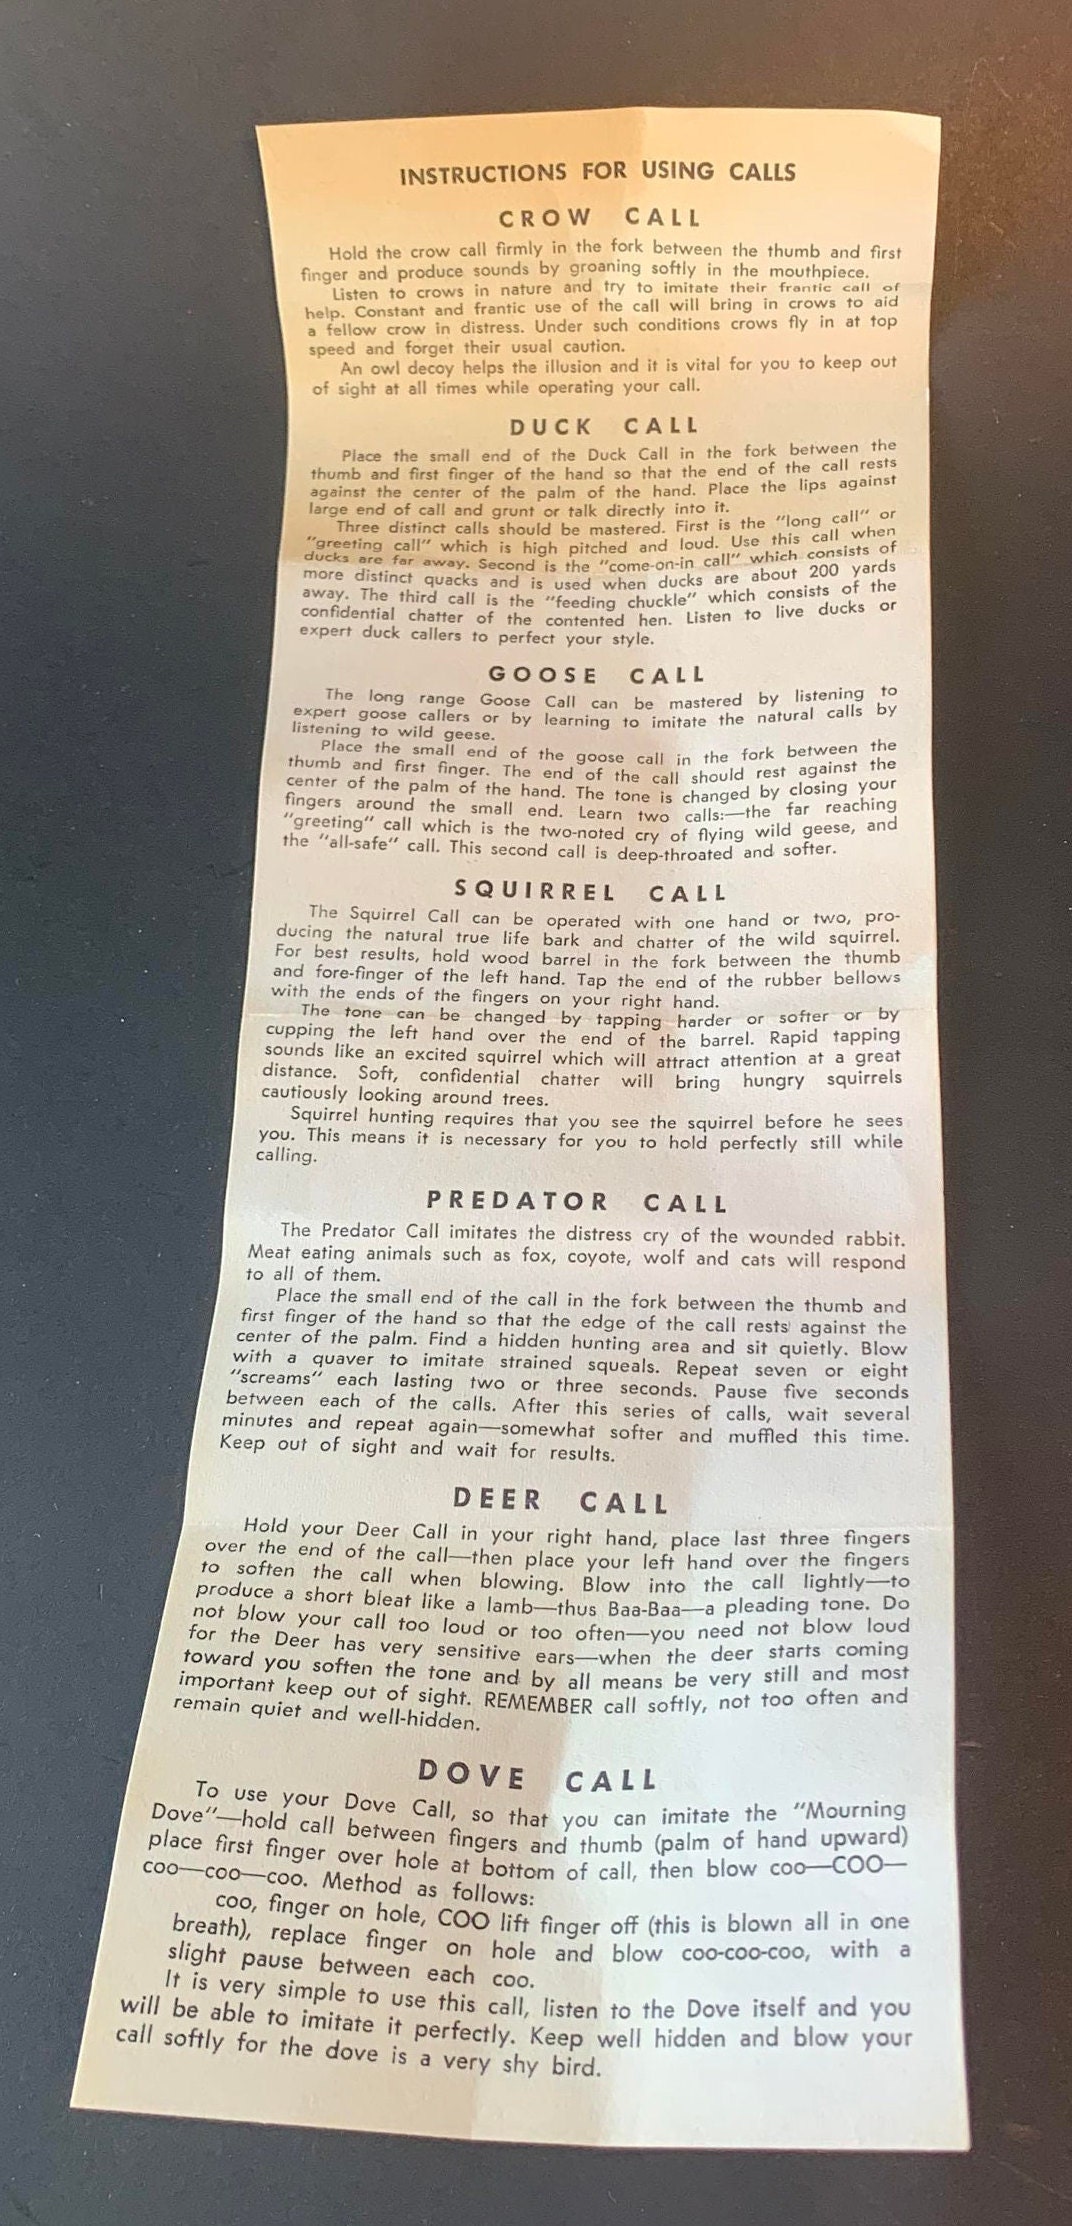 INSTRUCTIONS FOR USING CALLS
CROW CALL
Hold the crow call firmly in the fork between the thumb and first
finger and produce sounds by groaning softly in the mouthpiece.
Listen to crows in nature and try to imitate their frantic call of
help. Constant and frantic use of the call will bring in crows to aid
a fellow crow in distress. Under such conditions crows fly in at top
speed and forget their usual caution.
An owl decoy helps the illusion and it is vital for you to keep out
of sight at all times while operating your call.
DUCK CALL
Place the small end of the Duck Call in the fork between the
thumb and first finger of the hand so that the end of the call rests
against the center of the palm of the hand. Place the lips against
large end of call and grunt or talk directly into it.
Three distinct calls should be mastered. First is the "long call" or
"greeting call" which is high pitched and loud. Use this call when
ducks are far away. Second is the "come-on-in call" which consists of
more distinct quacks and is used when ducks are about 200 yards
away. The third call is the "feeding chuckle" which consists of the
confidential chatter of the contented hen. Listen to live ducks or
expert duck callers to perfect your style.
GOOSE CALL
The long range Goose Call can be mastered by listening to
expert goose callers or by learning to imitate the natural calls by
listening to wild geese.
Place the small end of the goose call in the fork between the
thumb and first finger. The end of the call should rest against the
center of the palm of the hand. The tone is changed by closing your
fingers around the small end. Learn two calls:—the far reaching
"greeting" call which is the two-noted cry of flying wild geese, and
the "all-safe" call. This second call is deep-throated and softer.
SQUIRREL CALL
The Squirrel Call can be operated with one hand or two, pro-
ducing the natural true life bark and chatter of the wild squirrel.
For best results, hold wood barrel in the fork between the thumb
and fore-finger of the left hand. Tap the end of the rubber bellows
with the ends of the fingers on your right hand.
The tone can be changed by tapping harder or softer or by
cupping the left hand over the end of the barrel. Rapid tapping
sounds like an excited squirrel which will attract attention at a great
distance. Soft, confidential chatter will bring hungry squirrels
cautiously looking around trees.
Squirrel hunting requires that you see the squirrel before he sees
you. This means it is necessary for you to hold perfectly still while
calling.
PREDATOR CALL
The Predator Call imitates the distress cry of the wounded rabbit.
Meat eating animals such as fox, coyote, wolf and cats will respond
to all of them.
Place the small end of the call in the fork between the thumb and
first finger of the hand so that the edge of the call rests against the
center of the palm. Find a hidden hunting area and sit quietly. Blow
with a quaver to imitate strained squeals. Repeat seven or eight
"screams" each lasting two or three seconds. Pause five seconds
between each of the calls. After this series of calls, wait several
minutes and repeat again—somewhat softer and muffled this time.
Keep out of sight and wait for results.
DEER CALL
Hold your Deer Call in your right hand, place last three fingers
over the end of the call—then place your left hand over the fingers
to soften the call when blowing. Blow into the call lightly—to
produce a short bleat like a lamb—thus Baa-Baa—a pleading tone. Do
not blow your call too loud or too often—you need not blow loud
for the Deer has very sensitive ears—when the deer starts coming
toward you soften the tone and by all means be very still and most
important keep out of sight. REMEMBER call softly, not too often and
remain quiet and well-hidden.
DOVE CALL
To use your Dove Call, so that you can imitate the "Mourning
Dove"—hold call between fingers and thumb (palm of hand upward)
place first finger over hole at bottom of call, then blow coo—COO—
coo—coo—coo. Method as follows:
coo, finger on hole, COO lift finger off (this is blown all in one
breath), replace finger on hole and blow coo-coo-coo, with a
slight pause between each coo.
It is very simple to use this call, listen to the Dove itself and you
will be able to imitate it perfectly. Keep well hidden and blow your
call softly for the dove is a very shy bird.